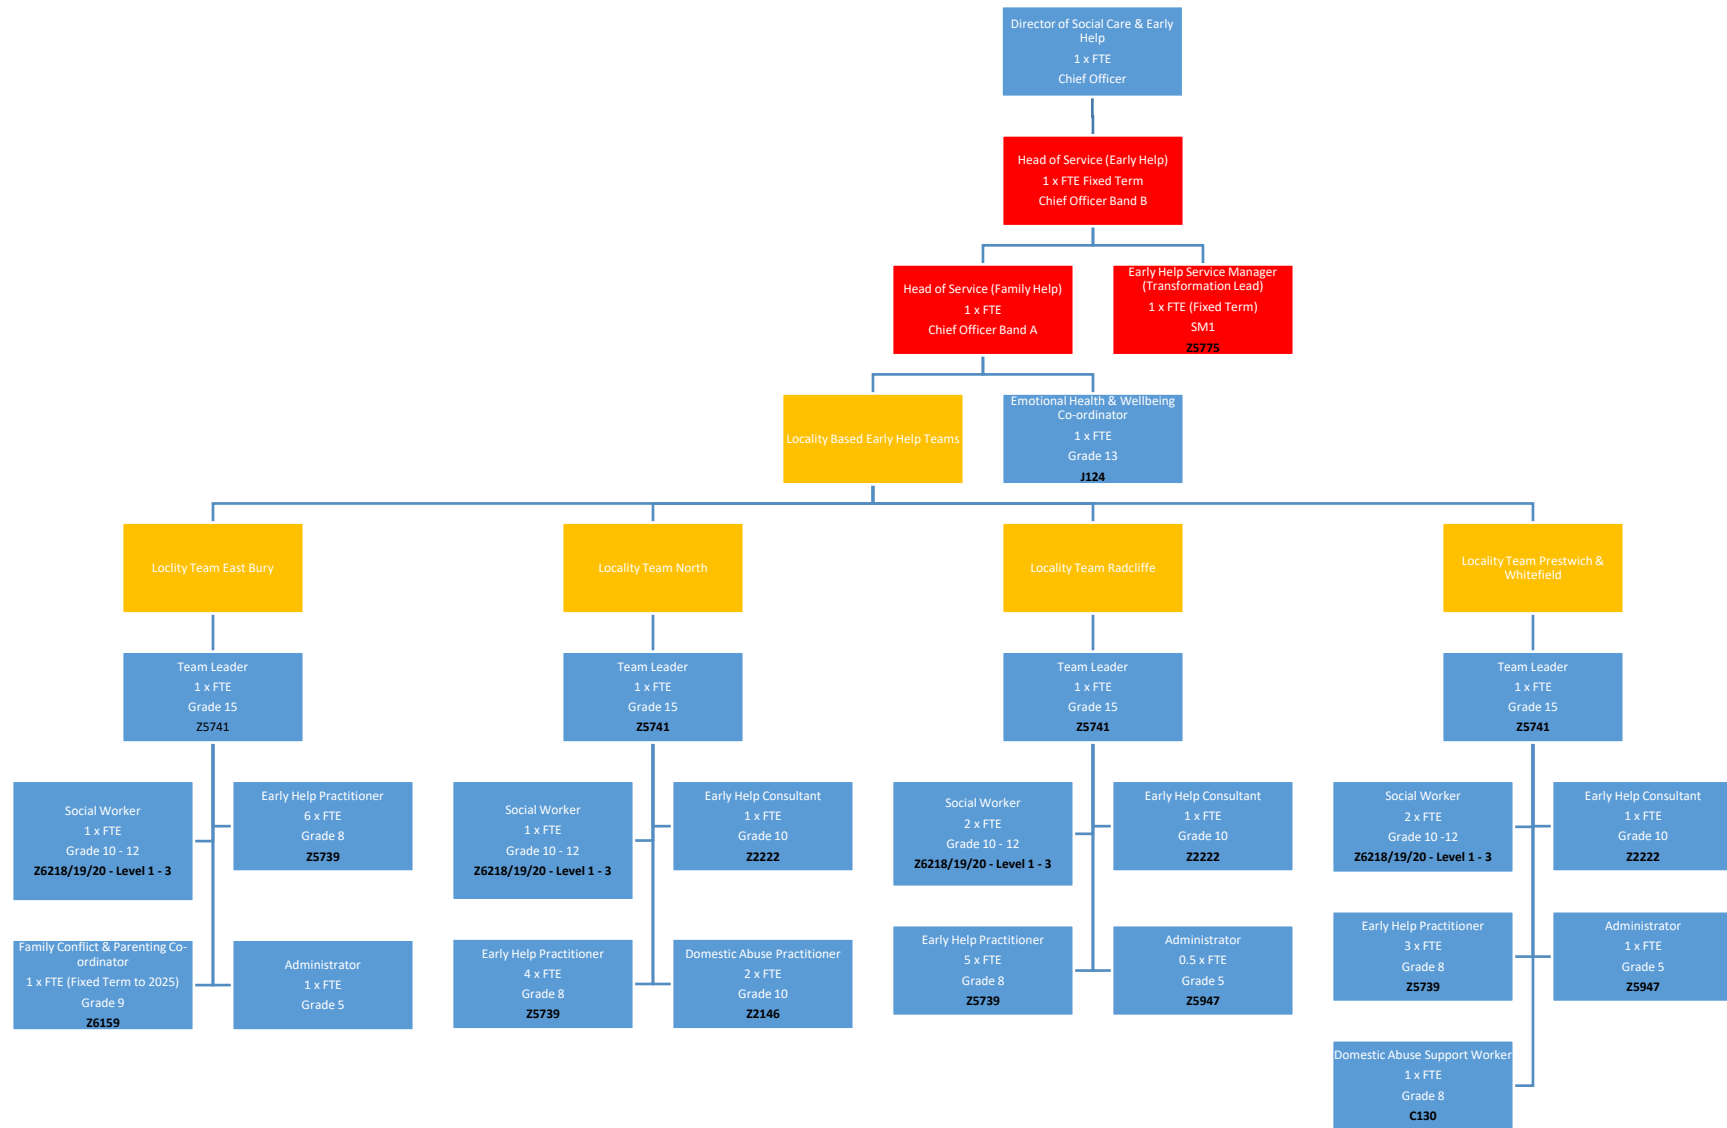 Director of Social Care & Early
Help
1 x FTE
Chief Officer
Head of Service (Early Help)
1 x FTE Fixed Term
Chief Officer Band B
Head of Service (Family Help)
1 x FTE
Chief Officer Band A
Early Help Service Manager
(Transformation Lead)
1 x FTE (Fixed Term)
SM1
Z5775
Locality Based Early Help Teams
Emotional Health & Wellbeing
Co-ordinator
1 x FTE
Grade 13
J124
Loclity Team East Bury
Locality Team North
Locality Team Radcliffe
Locality Team Prestwich &
Whitefield
Team Leader
1 x FTE
Grade 15
Z5741
Team Leader
1 x FTE
Grade 15
Z5741
Team Leader
1 x FTE
Grade 15
Z5741
Team Leader
1 x FTE
Grade 15
Z5741
Social Worker
1 x FTE
Grade 10 - 12
Z6218/19/20 - Level 1 - 3
Early Help Practitioner
6 x FTE
Grade 8
Z5739
Social Worker
1 x FTE
Grade 10 - 12
Z6218/19/20 - Level 1 - 3
Early Help Consultant
1 x FTE
Grade 10
Z2222
Social Worker
2 x FTE
Grade 10 - 12
Z6218/19/20 - Level 1 - 3
Early Help Consultant
1 x FTE
Grade 10
Z2222
Social Worker
2 x FTE
Grade 10 -12
Z6218/19/20 - Level 1 - 3
Early Help Consultant
1 x FTE
Grade 10
Z2222
Family Conflict & Parenting Co-
ordinator
1 x FTE (Fixed Term to 2025)
Grade 9
Z6159
Administrator
1 x FTE
Grade 5
Early Help Practitioner
4 x FTE
Grade 8
Z5739
Domestic Abuse Practitioner
2 x FTE
Grade 10
Z2146
Early Help Practitioner
5 x FTE
Grade 8
Z5739
Administrator
0.5 x FTE
Grade 5
Z5947
Early Help Practitioner
3 x FTE
Grade 8
Z5739
Administrator
1 x FTE
Grade 5
Z5947
Domestic Abuse Support Worker
1 x FTE
Grade 8
C130